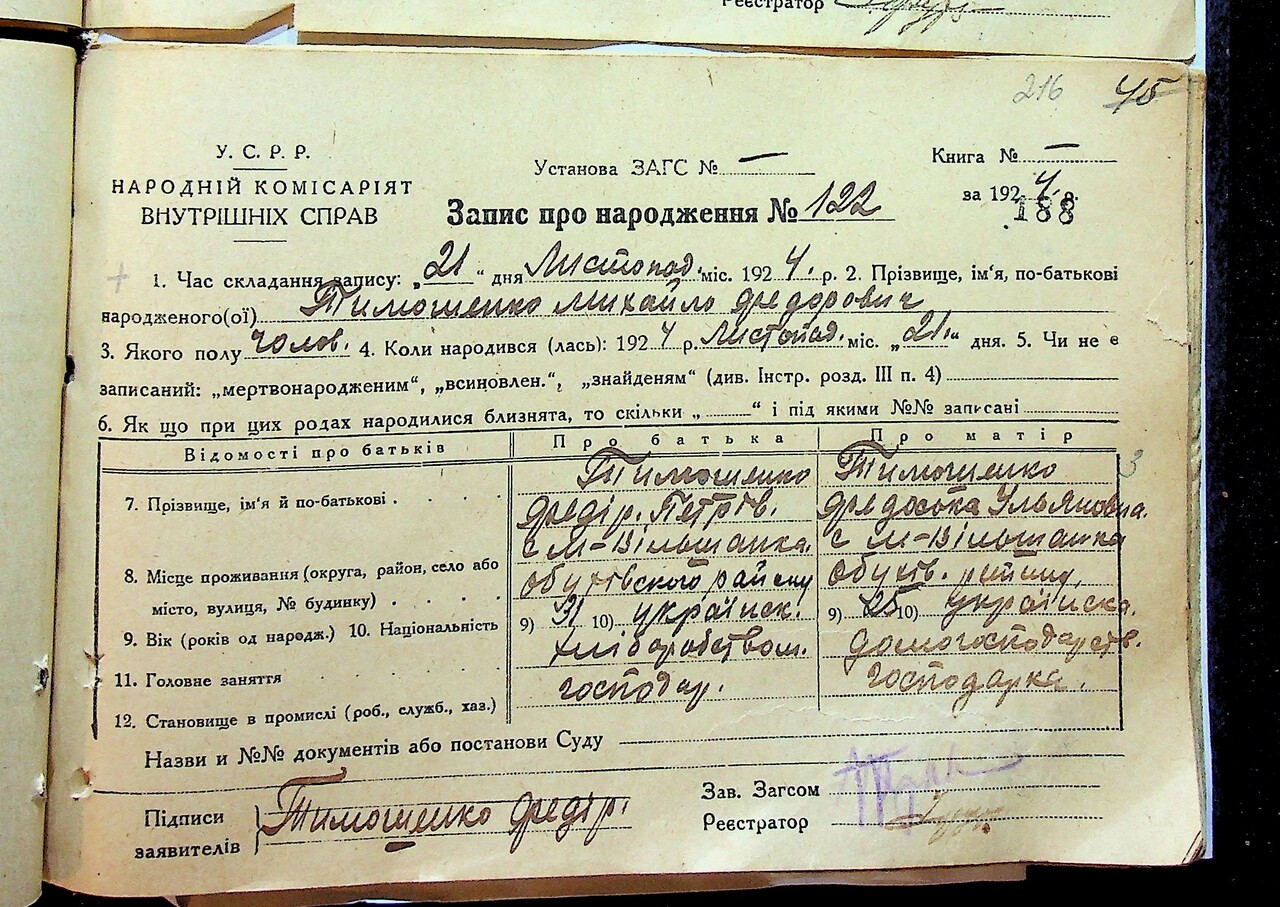 Реєстратор
216 45
У. С. Р. Р.
НАРОДНІЙ КОМІСАРІЯТ
ВНУТРІШНІХ СПРАВ
Установа ЗАГС № —
Книга № —
за 1924 р.
188
Запис про народження № 122
1. Час складання запису: „21" дня Листопад. міс. 1924. р. 2. Прізвище, ім'я, по-батькові
народженого(ої) Тимошенко Михайло Федорович
3. Якого полу чолов. 4. Коли народився (лась): 1924 р. Листопад. міс. „21." дня. 5. Чи не є
записаний: „мертвонародженим", „всиновлен.", „знайденям" (див. Інстр. розд. III п. 4)
6. Як що при цих родах народилися близнята, то скільки „ " і під якими №№ записані
Відомості про батьків Про батька Про матір
7. Прізвище, ім'я й по-батькові . . . . Тимошенко Тимошенко 3
Федір. Петров. Федоська Ульяновна.
8. Місце проживання (округа, район, село або с М-Вільшанка. с М-Вільшанка
місто, вулиця, № будинку) . . . . Обухівського району Обухів.
9. Вік (років од народж.) 10. Національність 9) 31 10) українск. 9) 25 10) українска.
11. Головне заняття хліборобством. домогосподарств.
12. Становище в промислі (роб., служб., хаз.) господар. господарка.
Назви и №№ документів або постанови Суду
Підписи
заявителів
Тимошенко Федір.
Зав. Загсом
Реєстратор